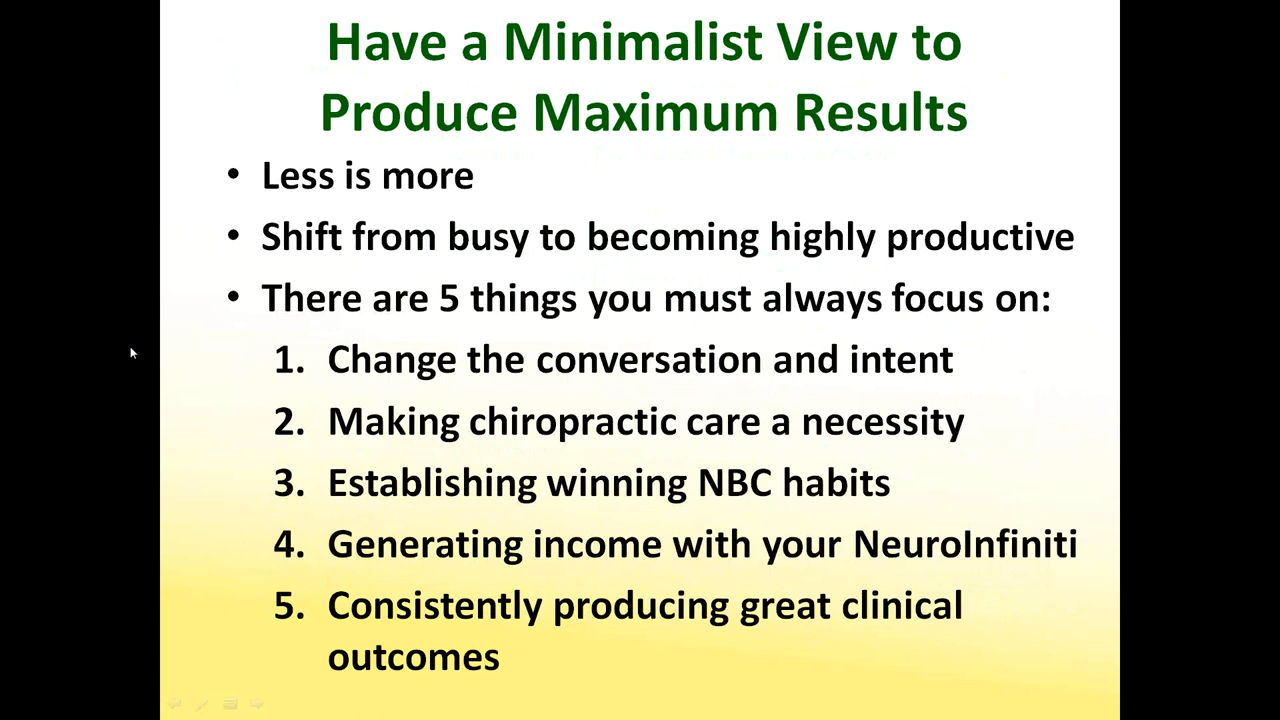 Have a Minimalist View to
Produce Maximum Results
• Less is more
• Shift from busy to becoming highly productive
• There are 5 things you must always focus on:
1. Change the conversation and intent
2. Making chiropractic care a necessity
3. Establishing winning NBC habits
4. Generating income with your NeuroInfiniti
5. Consistently producing great clinical
outcomes